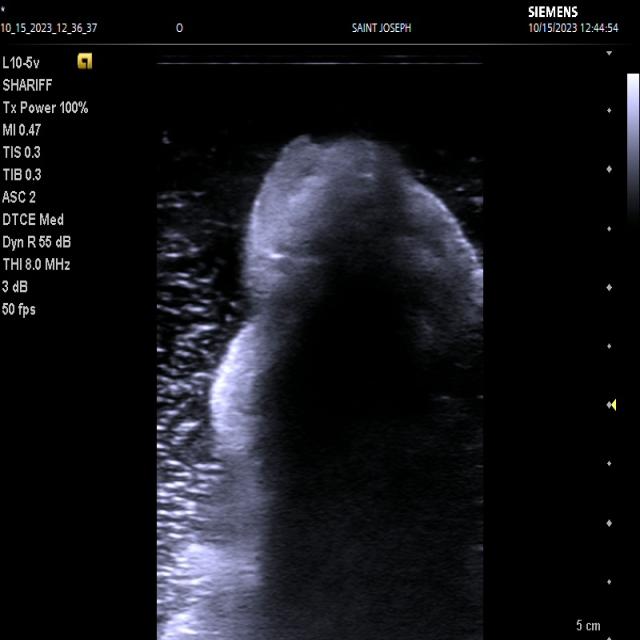 *
SIEMENS
10_15_2023_12_36_37 O SAINT JOSEPH 10/15/2023 12:44:54
L10-5v
SHARIFF
Tx Power 100%
MI 0.47
TIS 0.3
TIB 0.3
ASC 2
DTCE Med
Dyn R 55 dB
THI 8.0 MHz
3 dB
50 fps
5 cm